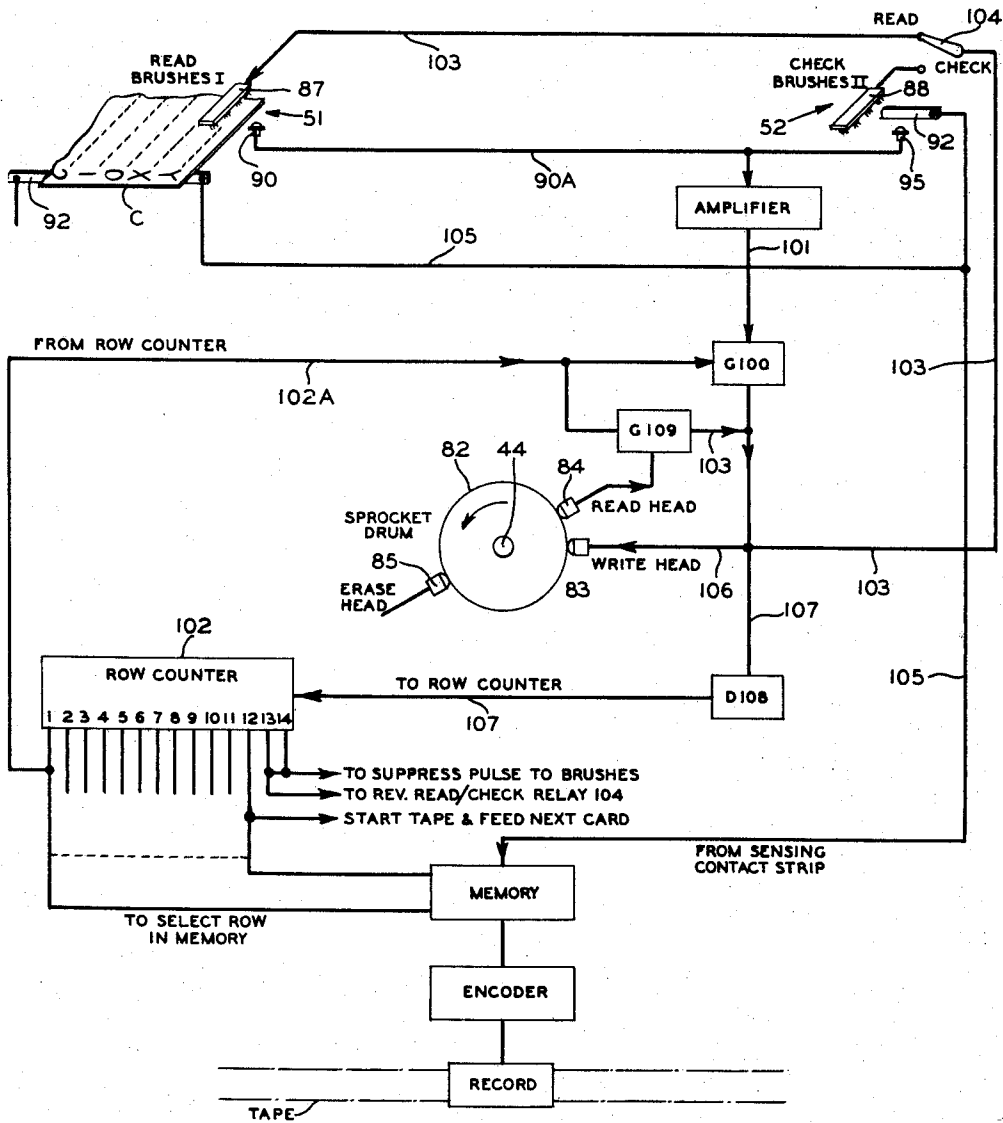 READ 104
103
READ
BRUSHES I
87
CHECK
BRUSHES II
CHECK
88
51
52
92
90
95
90A
92
C
AMPLIFIER
105
101
FROM ROW COUNTER
G100
103
102A
G109
82
44
84
103
READ HEAD
SPROCKET
DRUM
85
WRITE HEAD
106
103
83
ERASE
HEAD
107
105
102
ROW COUNTER
TO ROW COUNTER
D108
107
1 2 3 4 5 6 7 8 9 10 11 12 13 14
TO SUPPRESS PULSE TO BRUSHES
TO REV. READ/CHECK RELAY 104
START TAPE & FEED NEXT CARD
FROM SENSING
CONTACT STRIP
MEMORY
TO SELECT ROW
IN MEMORY
ENCODER
RECORD
TAPE